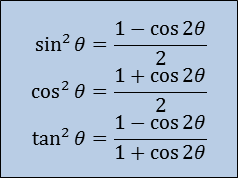 sin² θ = (1 − cos 2θ)/2
cos² θ = (1 + cos 2θ)/2
tan² θ = (1 − cos 2θ)/(1 + cos 2θ)